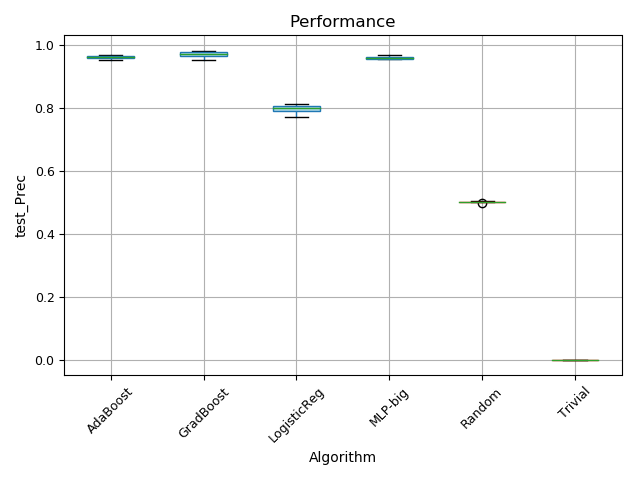 Performance
test_Prec
1.0
0.8
0.6
0.4
0.2
0.0
AdaBoost
GradBoost
LogisticReg
MLP-big
Random
Trivial
Algorithm